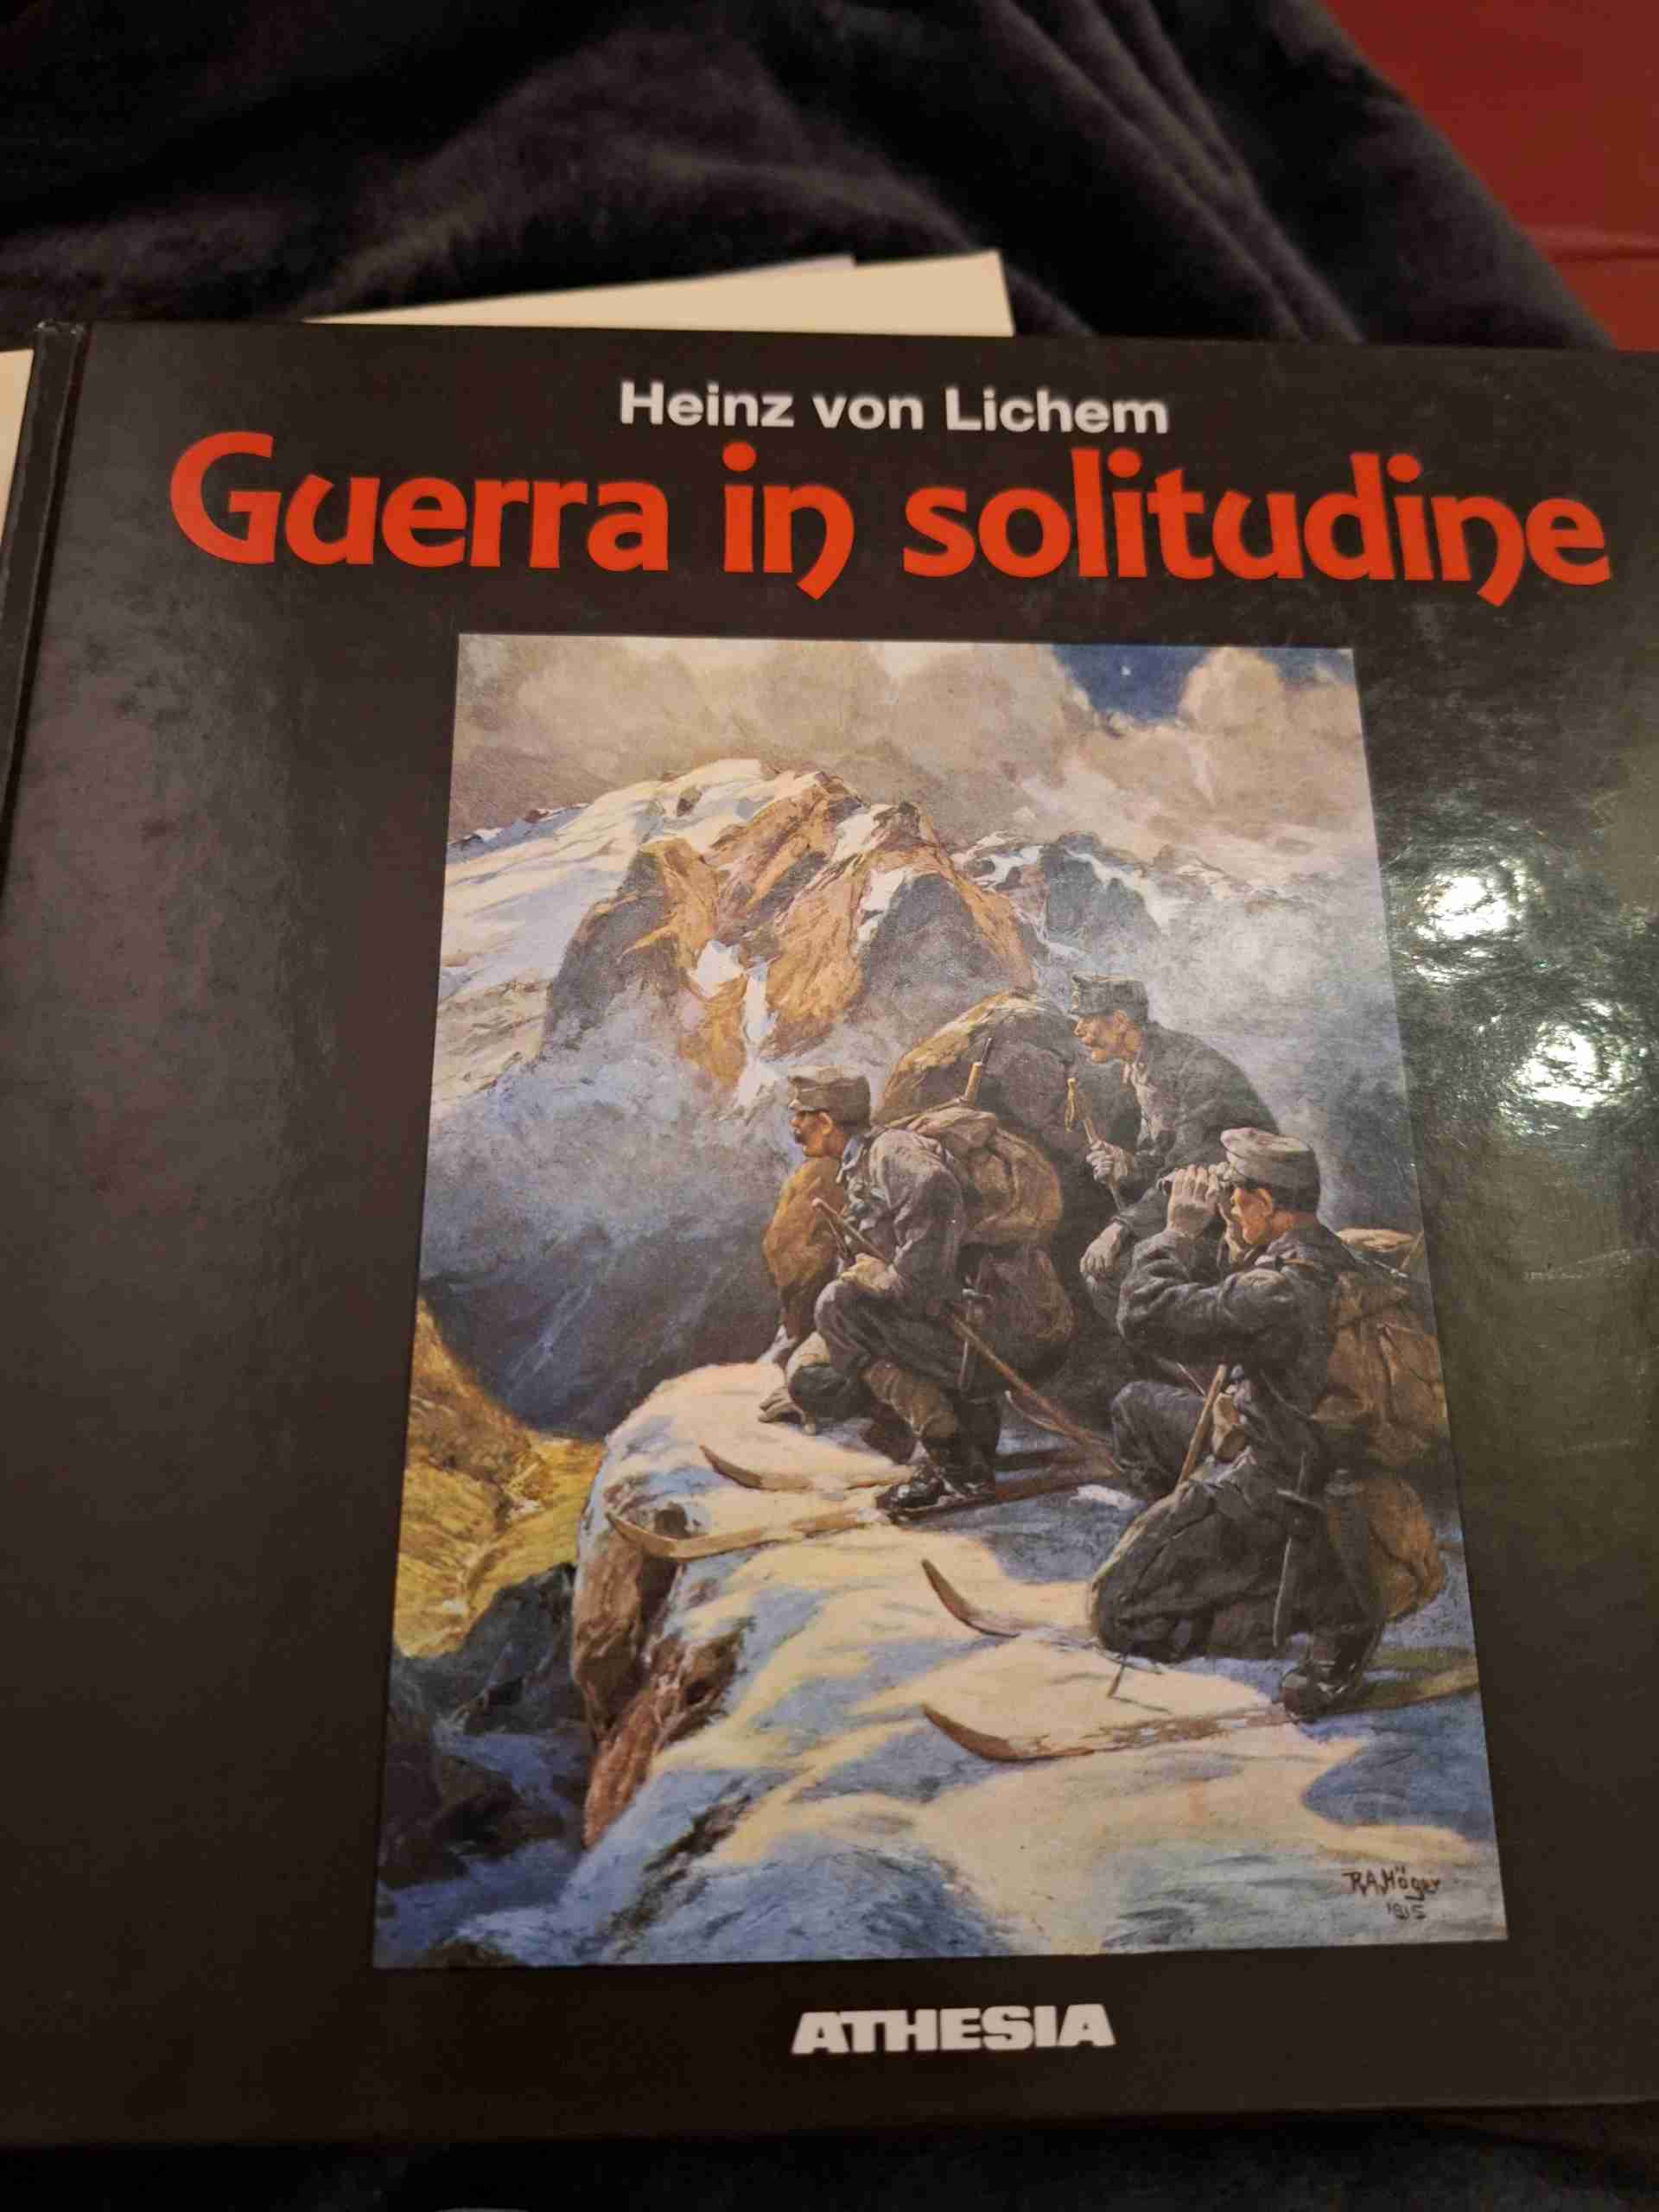 Heinz von Lichem
Guerra in solitudine
R.A.Höger
1915
ATHESIA